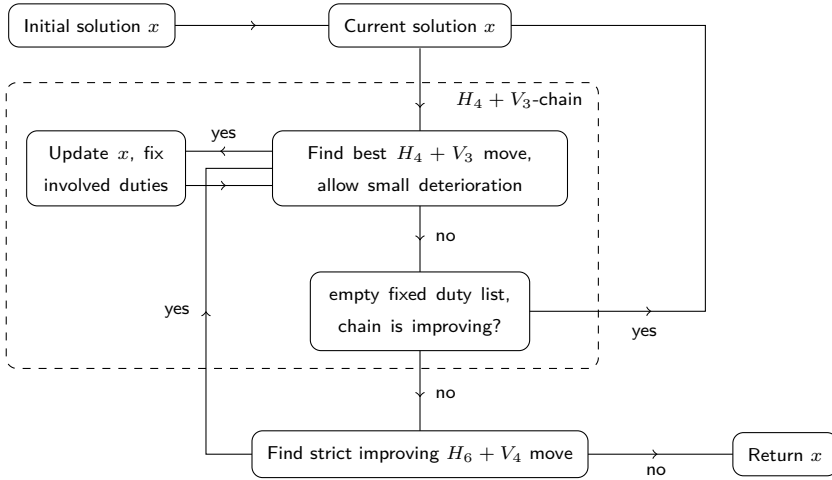 Initial solution x
Current solution x
H₄ + V₃-chain
yes
Update x, fix
involved duties
Find best H₄ + V₃ move,
allow small deterioration
no
empty fixed duty list,
chain is improving?
yes
yes
no
Find strict improving H₆ + V₄ move
no
Return x